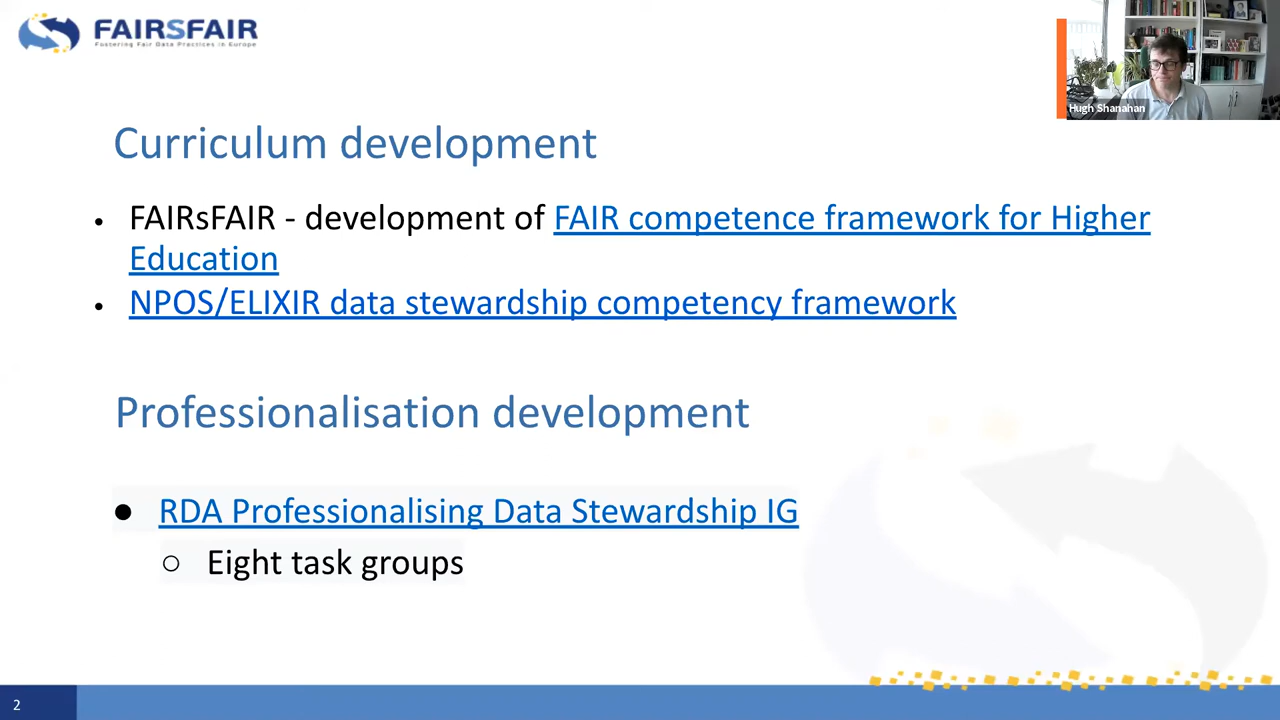 FAIRSFAIR
Fostering Fair Data Practices in Europe
Hugh Shanahan
Curriculum development
• FAIRsFAIR - development of FAIR competence framework for Higher
Education
• NPOS/ELIXIR data stewardship competency framework
Professionalisation development
● RDA Professionalising Data Stewardship IG
○ Eight task groups
2